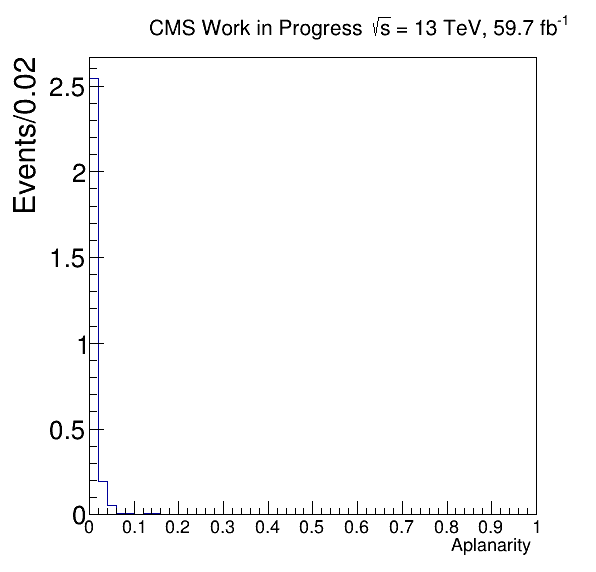 CMS Work in Progress √s = 13 TeV, 59.7 fb⁻¹
Events/0.02
2.5
2
1.5
1
0.5
0
0 0.1 0.2 0.3 0.4 0.5 0.6 0.7 0.8 0.9 1
Aplanarity